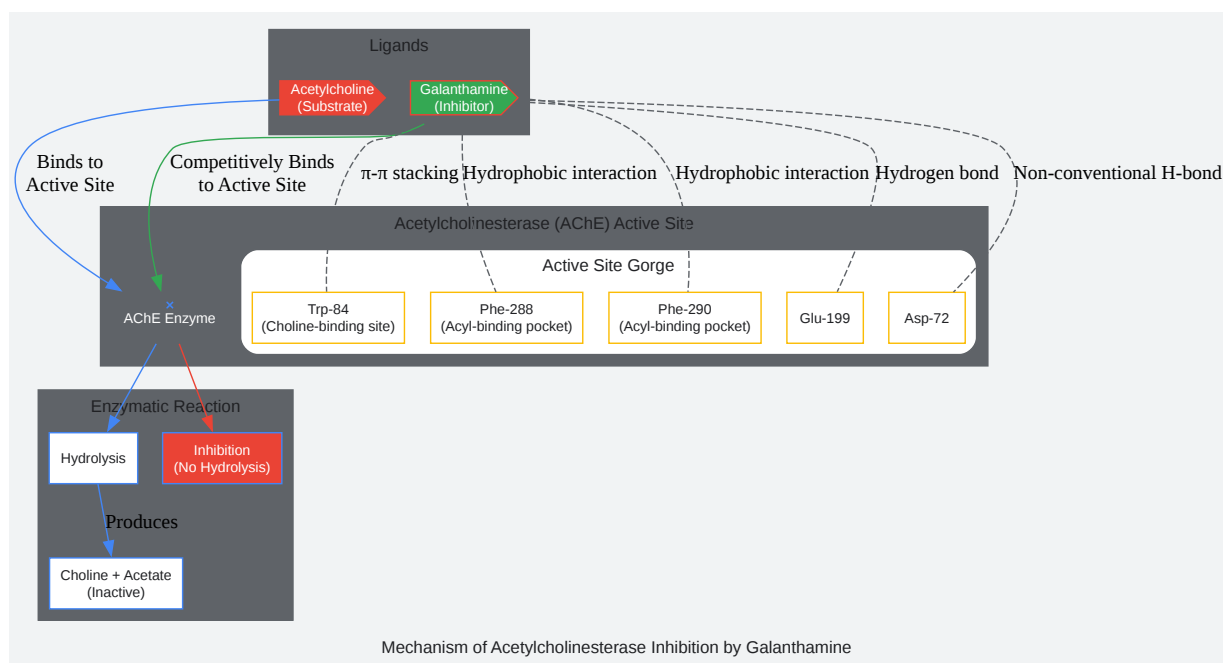 Ligands
Acetylcholine
(Substrate)
Galanthamine
(Inhibitor)
Binds to
Active Site
Competitively Binds
to Active Site
π-π stacking
Hydrophobic interaction
Hydrophobic interaction
Hydrogen bond
Non-conventional H-bond
Acetylcholinesterase (AChE) Active Site
Active Site Gorge
AChE Enzyme
Trp-84
(Choline-binding site)
Phe-288
(Acyl-binding pocket)
Phe-290
(Acyl-binding pocket)
Glu-199
Asp-72
Enzymatic Reaction
Hydrolysis
Inhibition
(No Hydrolysis)
Produces
Choline + Acetate
(Inactive)
Mechanism of Acetylcholinesterase Inhibition by Galanthamine